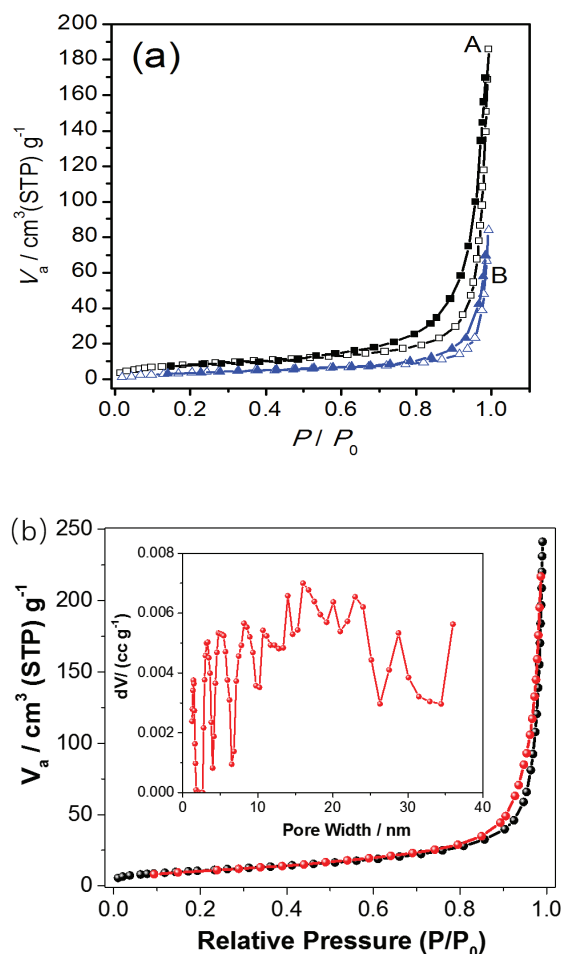 (a)
A
B
200
180
160
140
120
100
80
60
40
20
0
0.0 0.2 0.4 0.6 0.8 1.0
Vₐ / cm³(STP) g⁻¹
P / P₀
(b)
250
200
150
100
50
0
0.0 0.2 0.4 0.6 0.8 1.0
Vₐ / cm³ (STP) g⁻¹
Relative Pressure (P/P₀)
0.008
0.006
0.004
0.002
0.000
0 10 20 30 40
dV/ (cc g⁻¹)
Pore Width / nm